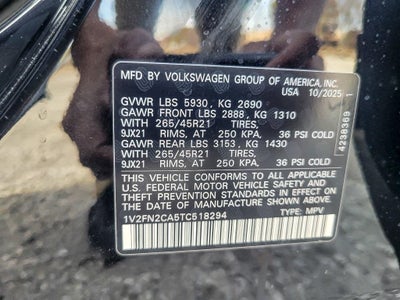 MFD BY VOLKSWAGEN GROUP OF AMERICA, INC.
USA 10/2025
GVWR LBS 5930, KG 2690
GAWR FRONT LBS 2888, KG 1310
WITH 265/45R21 TIRES,
9JX21 RIMS, AT 250 KPA, 36 PSI COLD
GAWR REAR LBS 3153, KG 1430
WITH 265/45R21 TIRES,
9JX21 RIMS, AT 250 KPA, 36 PSI COLD
THIS VEHICLE CONFORMS TO ALL APPLICABLE
U.S. FEDERAL MOTOR VEHICLE
SAFETY STANDARDS IN EFFECT ON THE DATE OF
MANUFACTURE SHOWN ABOVE.
1V2FN2CA5TC518294 TYPE: MPV
4238369 1